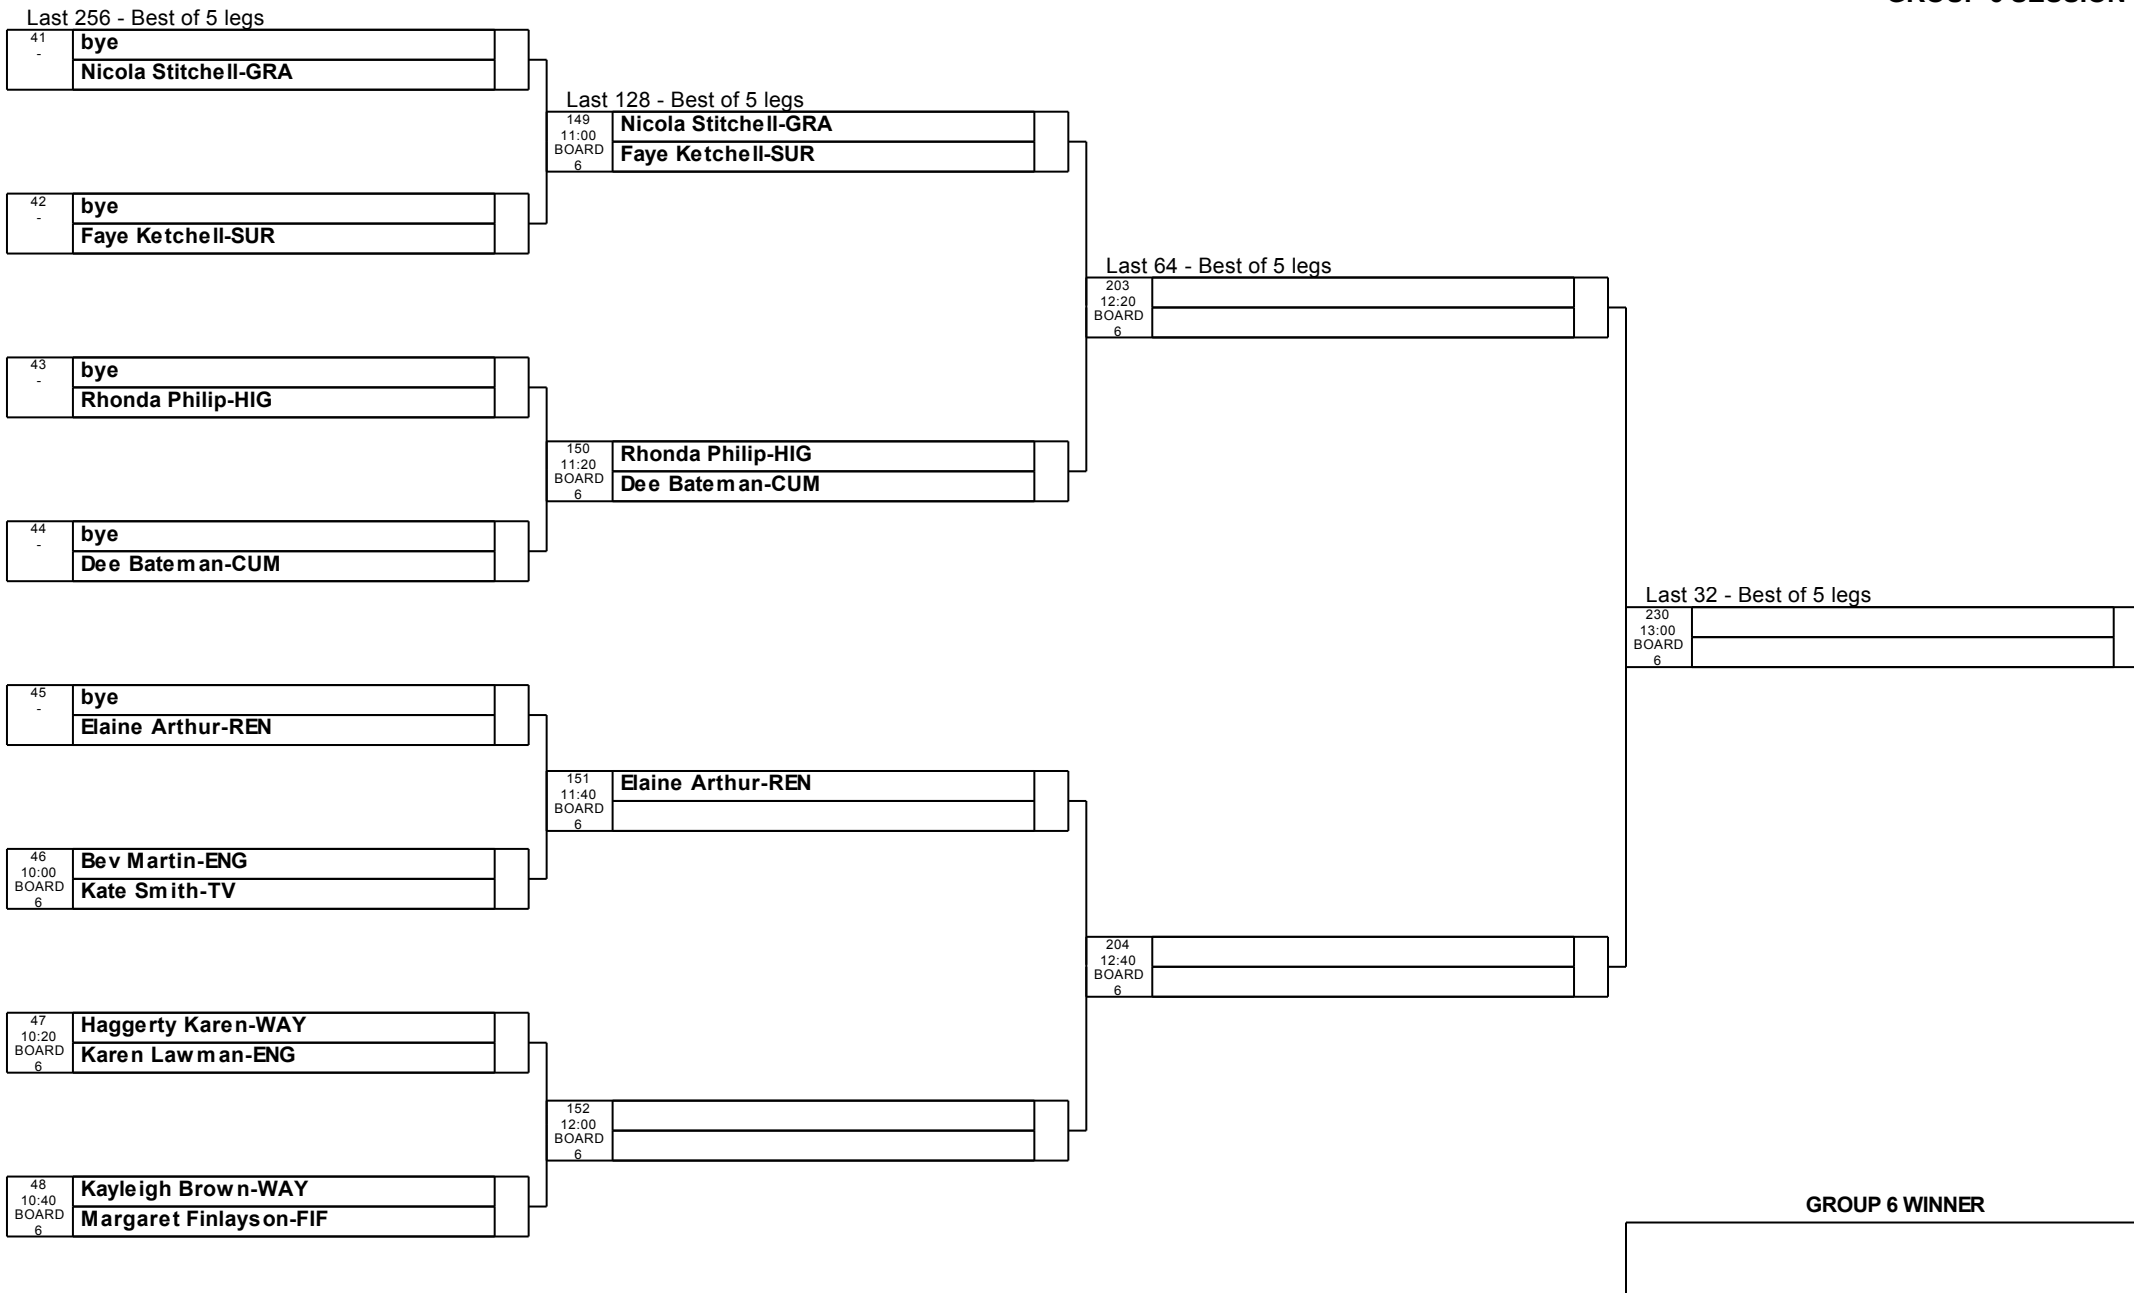 GROUP 6 SESSION
Last 256 - Best of 5 legs
41
-
bye
Nicola Stitchell-GRA
42
-
bye
Faye Ketchell-SUR
43
-
bye
Rhonda Philip-HIG
44
-
bye
Dee Bateman-CUM
45
-
bye
Elaine Arthur-REN
46
10:00
BOARD
6
Bev Martin-ENG
Kate Smith-TV
47
10:20
BOARD
6
Haggerty Karen-WAY
Karen Lawman-ENG
48
10:40
BOARD
6
Kayleigh Brown-WAY
Margaret Finlayson-FIF
Last 128 - Best of 5 legs
149
11:00
BOARD
6
Nicola Stitchell-GRA
Faye Ketchell-SUR
150
11:20
BOARD
6
Rhonda Philip-HIG
Dee Bateman-CUM
151
11:40
BOARD
6
Elaine Arthur-REN
152
12:00
BOARD
6
Last 64 - Best of 5 legs
203
12:20
BOARD
6
204
12:40
BOARD
6
Last 32 - Best of 5 legs
230
13:00
BOARD
6
GROUP 6 WINNER